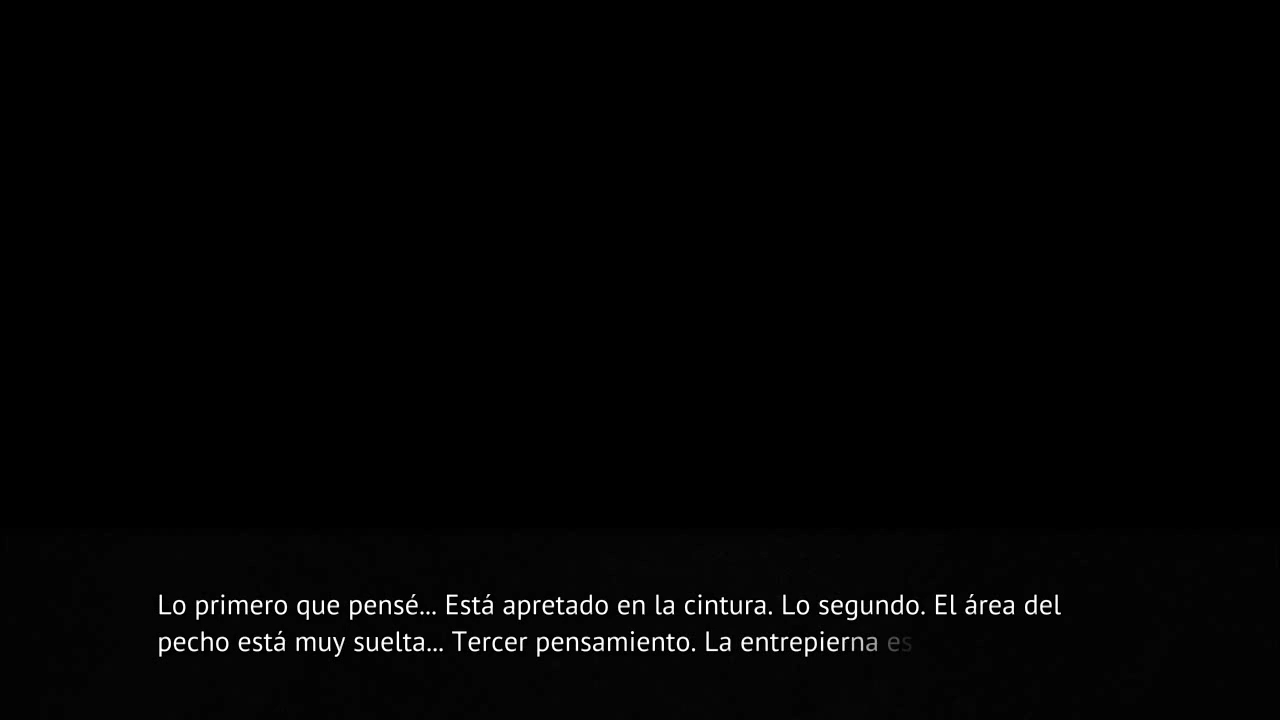 Lo primero que pensé... Está apretado en la cintura. Lo segundo. El área del
pecho está muy suelta... Tercer pensamiento. La entrepierna es